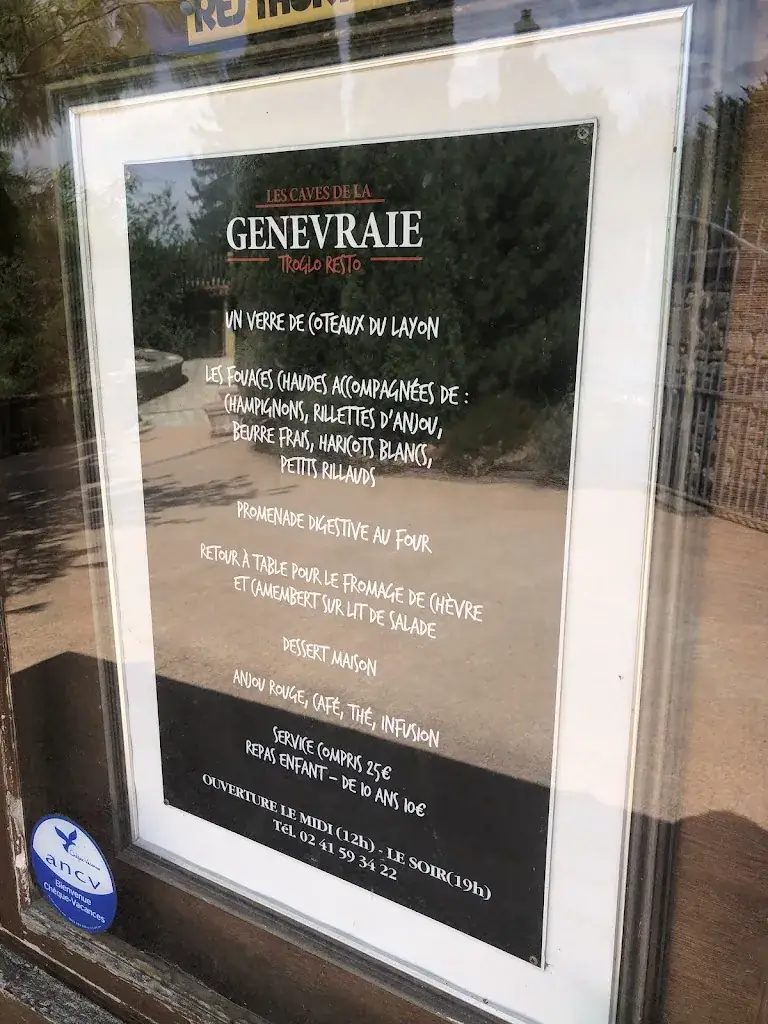 RESTAURANT
LES CAVES DE LA
GENEVRAIE
TROGLO RESTO
UN VERRE DE COTEAUX DU LAYON
LES FOUACES CHAUDES ACCOMPAGNÉES DE :
CHAMPIGNONS, RILLETTES D'ANJOU,
BEURRE FRAIS, HARICOTS BLANCS,
PETITS RILLAUDS
PROMENADE DIGESTIVE AU FOUR
RETOUR À TABLE POUR LE FROMAGE DE CHÈVRE
ET CAMEMBERT SUR LIT DE SALADE
DESSERT MAISON
ANJOU ROUGE, CAFÉ, THÉ, INFUSION
SERVICE COMPRIS 25€
REPAS ENFANT - DE 10 ANS 10€
OUVERTURE LE MIDI (12h) - LE SOIR(19h)
Tél. 02 41 59 34 22
ancv
Bienvenue
Chèque-Vacances